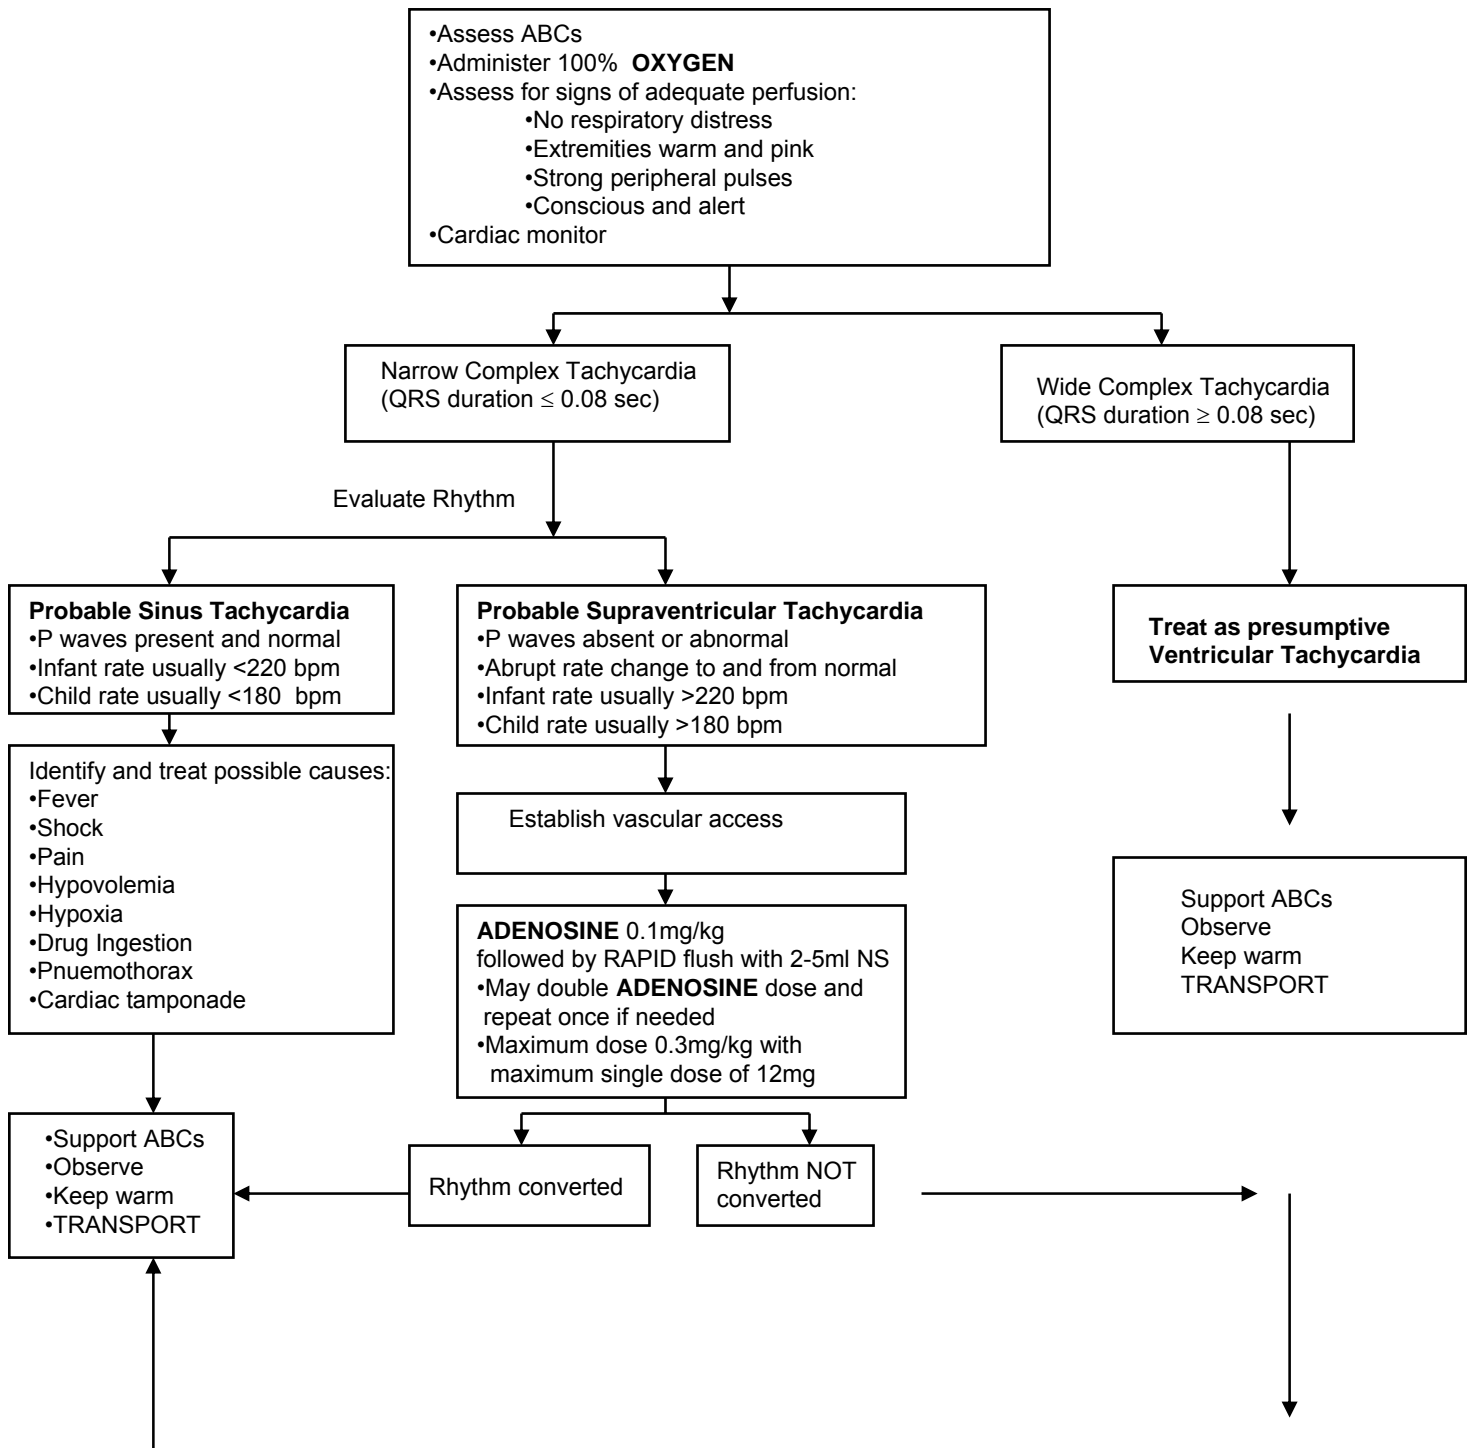 •Assess ABCs
•Administer 100% OXYGEN
•Assess for signs of adequate perfusion:
•No respiratory distress
•Extremities warm and pink
•Strong peripheral pulses
•Conscious and alert
•Cardiac monitor
Narrow Complex Tachycardia
(QRS duration ≤ 0.08 sec)
Wide Complex Tachycardia
(QRS duration ≥ 0.08 sec)
Evaluate Rhythm
Probable Sinus Tachycardia
•P waves present and normal
•Infant rate usually <220 bpm
•Child rate usually <180 bpm
Probable Supraventricular Tachycardia
•P waves absent or abnormal
•Abrupt rate change to and from normal
•Infant rate usually >220 bpm
•Child rate usually >180 bpm
Treat as presumptive
Ventricular Tachycardia
Identify and treat possible causes:
•Fever
•Shock
•Pain
•Hypovolemia
•Hypoxia
•Drug Ingestion
•Pnuemothorax
•Cardiac tamponade
Establish vascular access
ADENOSINE 0.1mg/kg
followed by RAPID flush with 2-5ml NS
•May double ADENOSINE dose and
repeat once if needed
•Maximum dose 0.3mg/kg with
maximum single dose of 12mg
Support ABCs
Observe
Keep warm
TRANSPORT
•Support ABCs
•Observe
•Keep warm
•TRANSPORT
Rhythm converted
Rhythm NOT
converted